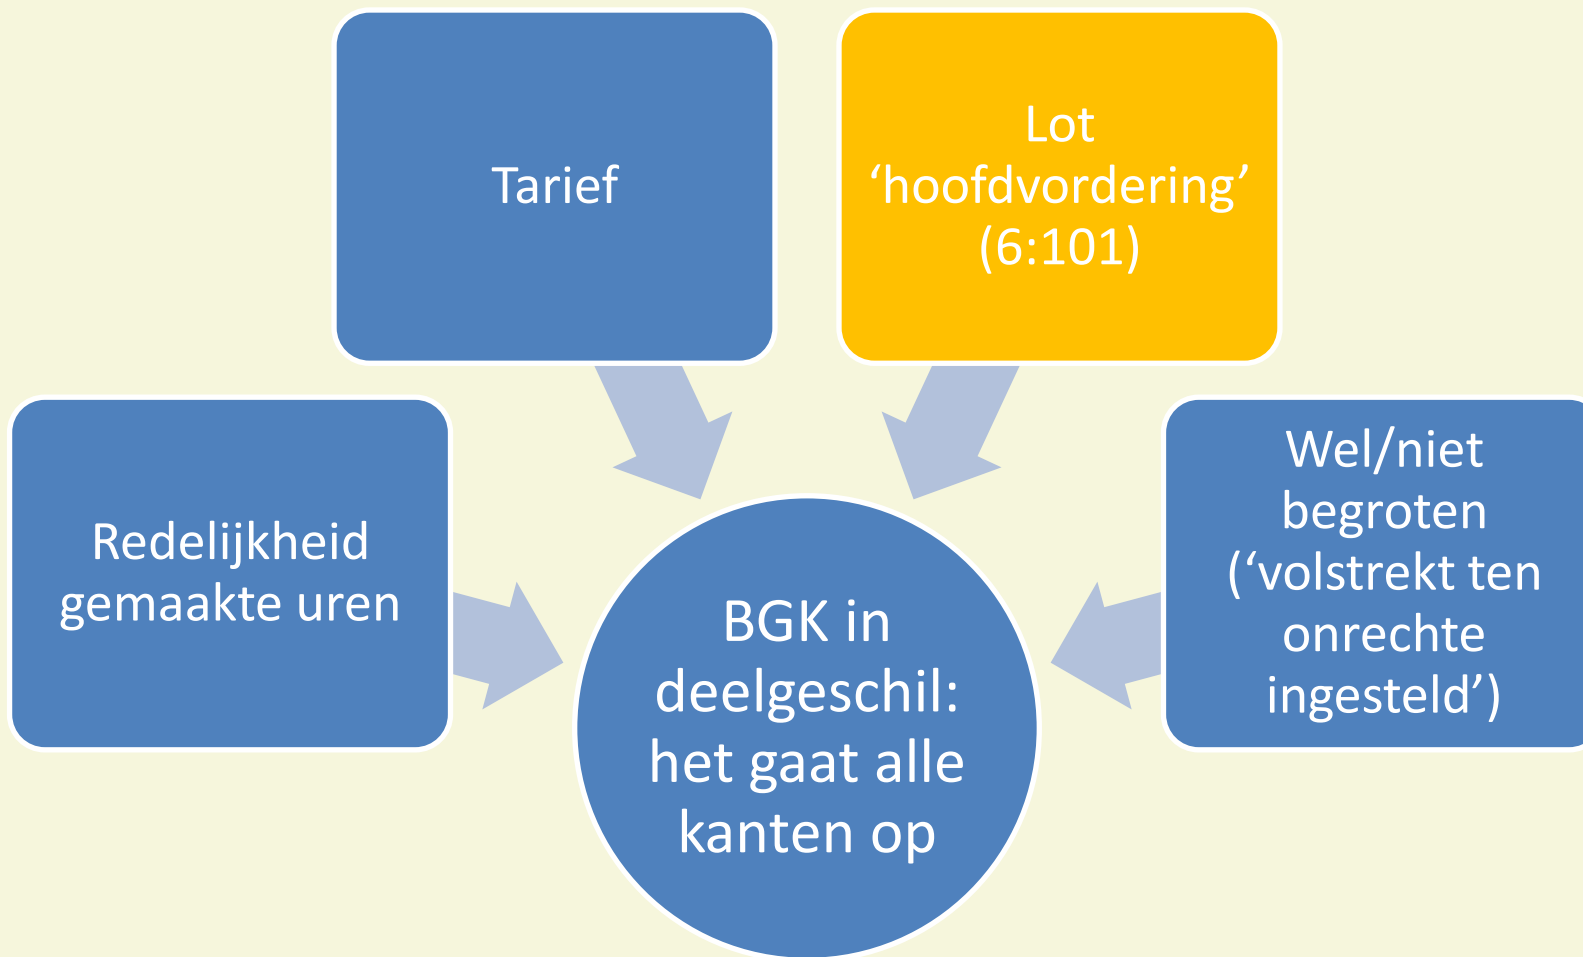 Tarief
Lot
‘hoofdvordering’
(6:101)
Redelijkheid
gemaakte uren
Wel/niet
begroten
(‘volstrekt ten
onrechte
ingesteld’)
BGK in
deelgeschil:
het gaat alle
kanten op